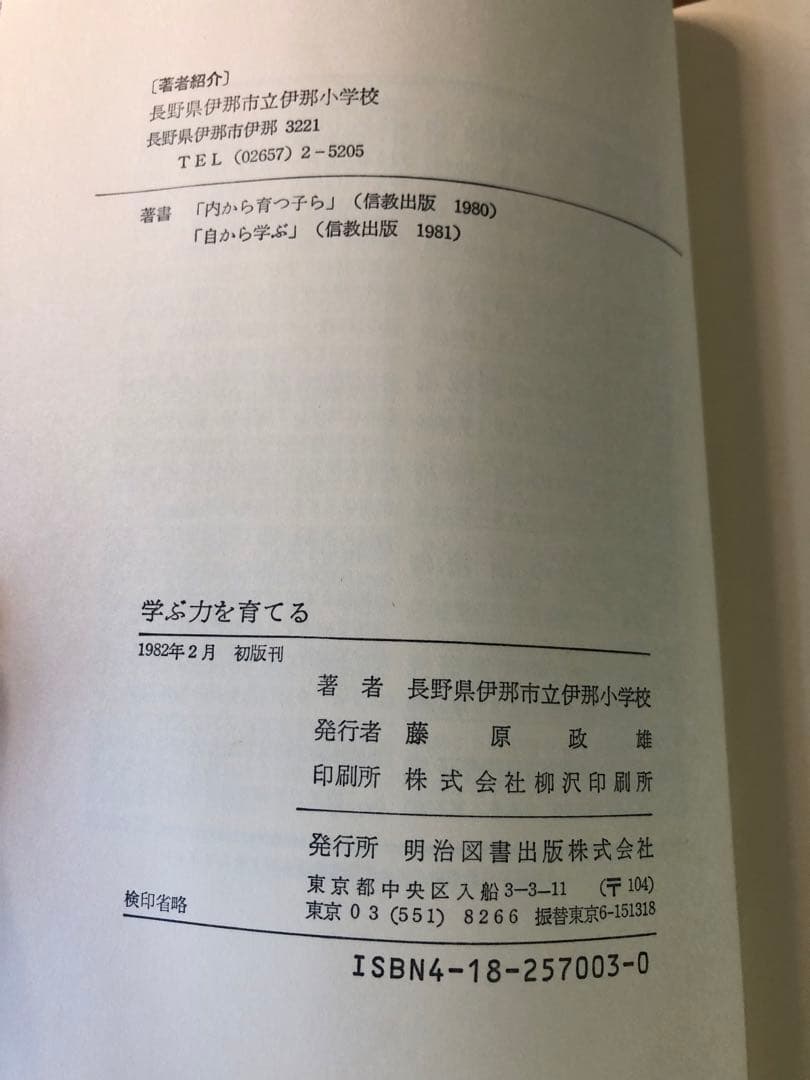 〔著者紹介〕
長野県伊那市立伊那小学校
長野県伊那市伊那 3221
TEL (02657) 2-5205
著書 「内から育つ子ら」(信教出版 1980)
「自から学ぶ」(信教出版 1981)
学ぶ力を育てる
1982年2月 初版刊
著者 長野県伊那市立伊那小学校
発行者 藤原政雄
印刷所 株式会社柳沢印刷所
発行所 明治図書出版株式会社
東京都中央区入船3-3-11 (〒104)
検印省略 東京03(551)8266 振替東京6-151318
ISBN4-18-257003-0